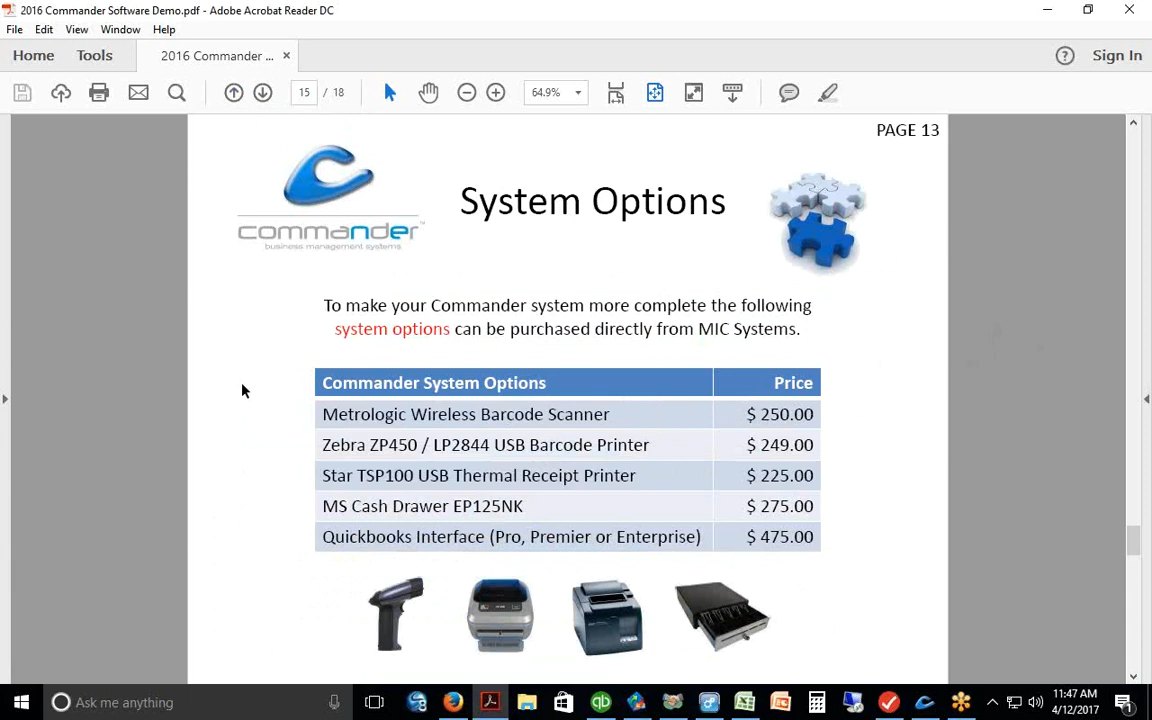 2016 Commander Software Demo.pdf - Adobe Acrobat Reader DC
File Edit View Window Help
Home Tools 2016 Commander ... × ? Sign In
15 / 18 64.9%
PAGE 13
commander™
business management systems
System Options
To make your Commander system more complete the following
system options can be purchased directly from MIC Systems.
Commander System Options Price
Metrologic Wireless Barcode Scanner $ 250.00
Zebra ZP450 / LP2844 USB Barcode Printer $ 249.00
Star TSP100 USB Thermal Receipt Printer $ 225.00
MS Cash Drawer EP125NK $ 275.00
Quickbooks Interface (Pro, Premier or Enterprise) $ 475.00
Ask me anything
11:47 AM
4/12/2017